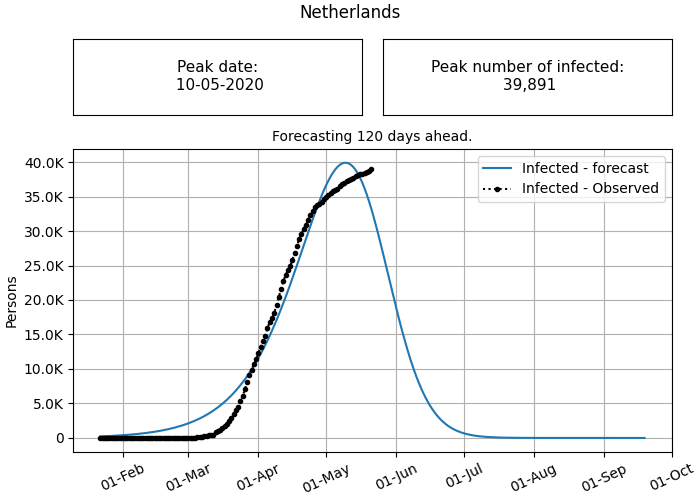 Netherlands
Peak date:
10-05-2020
Peak number of infected:
39,891
Forecasting 120 days ahead.
Infected - forecast
Infected - Observed
Persons
40.0K
35.0K
30.0K
25.0K
20.0K
15.0K
10.0K
5.0K
0
01-Feb
01-Mar
01-Apr
01-May
01-Jun
01-Jul
01-Aug
01-Sep
01-Oct